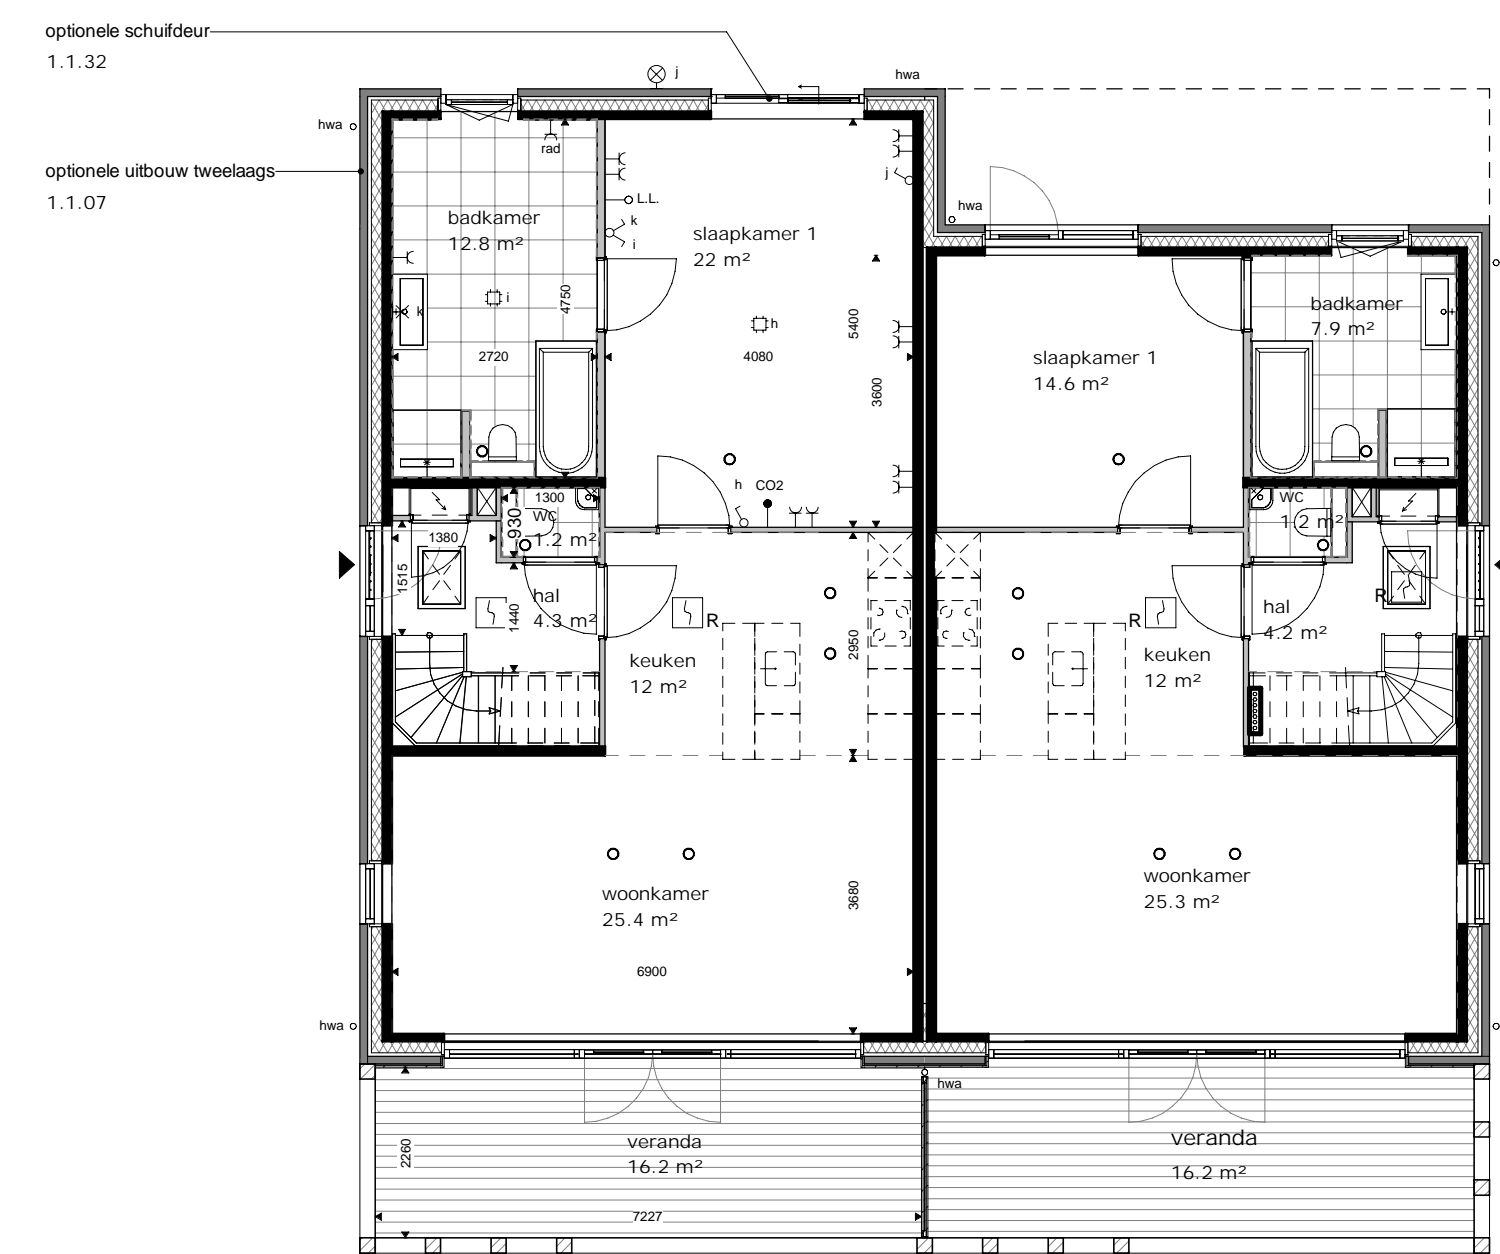 optionele schuifdeur
1.1.32
j
hwa
hwa
optionele uitbouw tweelaags
1.1.07
rad
j
L.L.
k
i
hwa
badkamer
12.8 m²
slaapkamer 1
22 m²
k
i
4750
h
5400
2720
4080
3600
badkamer
7.9 m²
slaapkamer 1
14.6 m²
h
CO2
1300
WC
1.2 m²
930
1380
1515
1440
hal
4.3 m²
R
keuken
12 m²
2950
WC
1.2 m²
R
hal
4.2 m²
R
keuken
12 m²
woonkamer
25.4 m²
3680
6900
woonkamer
25.3 m²
hwa
hwa
veranda
16.2 m²
2260
7227
veranda
16.2 m²